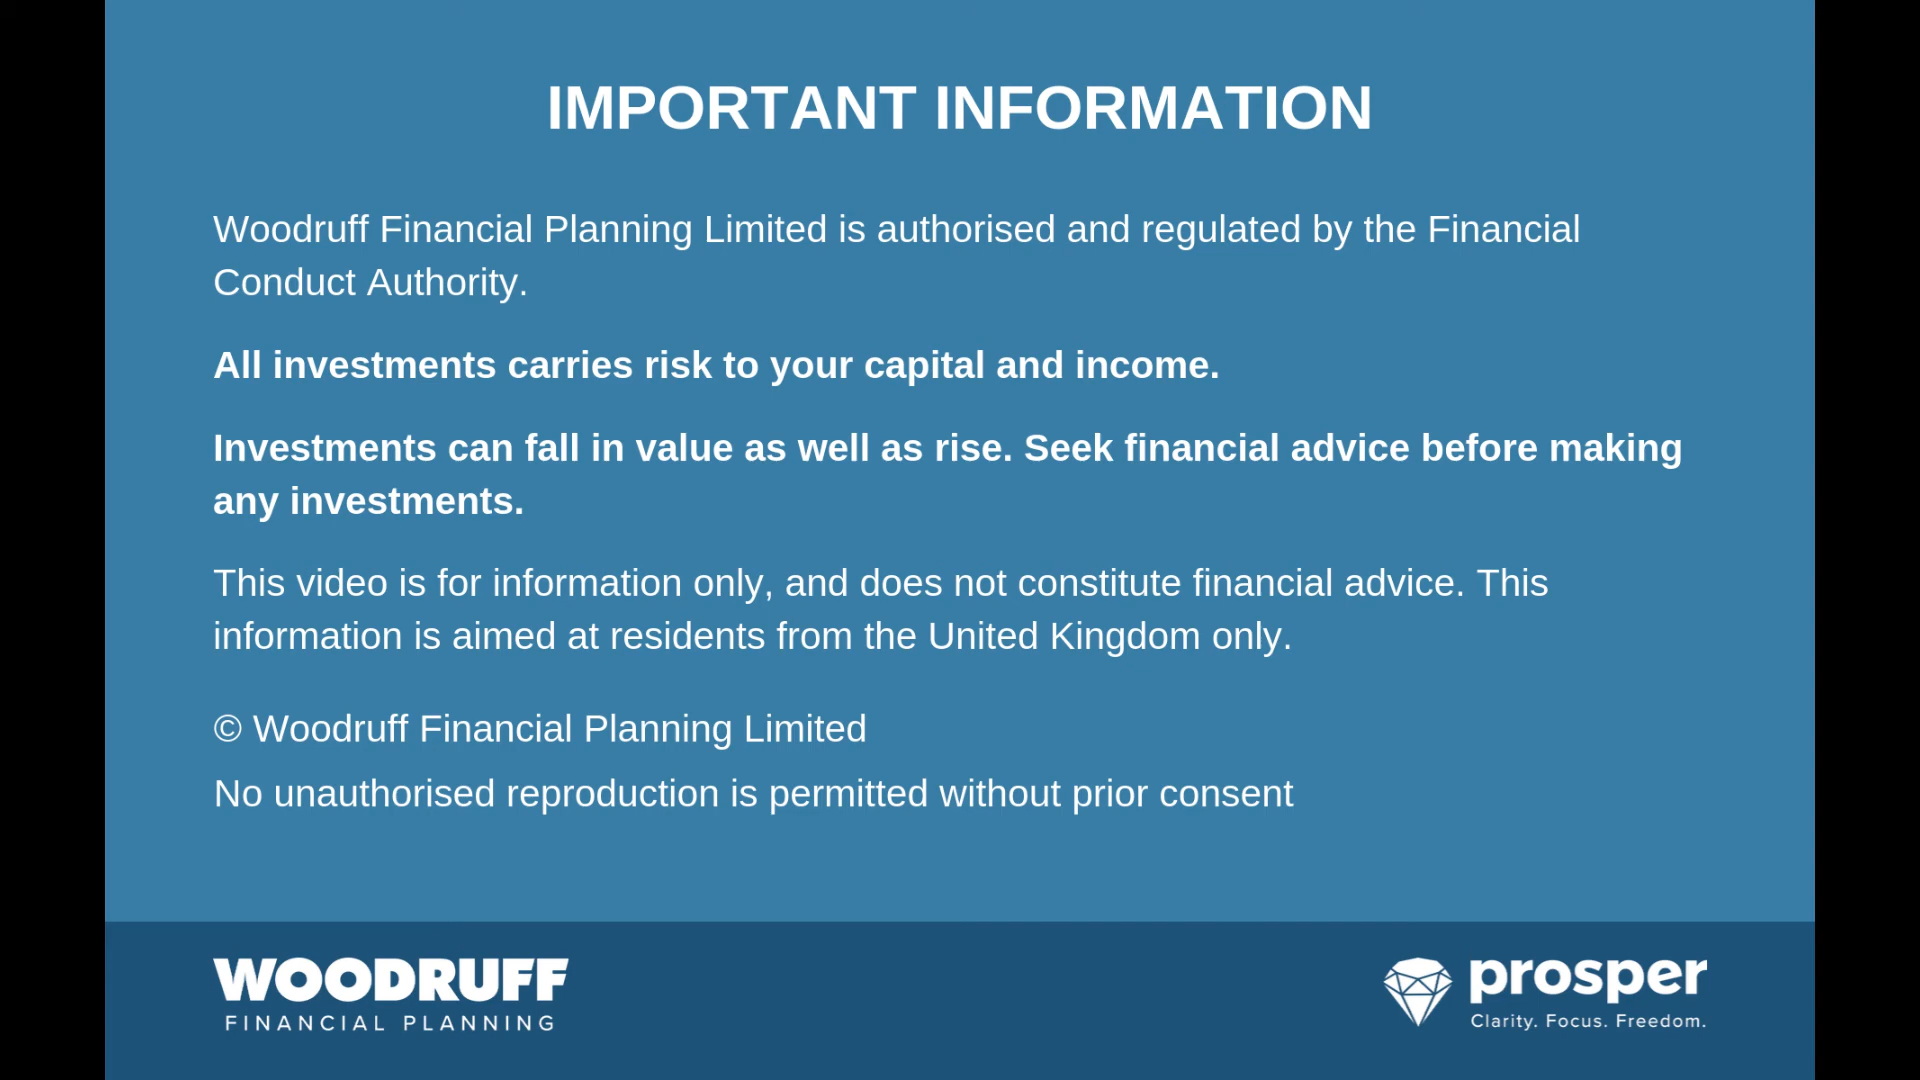 IMPORTANT INFORMATION
Woodruff Financial Planning Limited is authorised and regulated by the Financial
Conduct Authority.
All investments carries risk to your capital and income.
Investments can fall in value as well as rise. Seek financial advice before making
any investments.
This video is for information only, and does not constitute financial advice. This
information is aimed at residents from the United Kingdom only.
© Woodruff Financial Planning Limited
No unauthorised reproduction is permitted without prior consent
WOODRUFF
FINANCIAL PLANNING
prosper
Clarity. Focus. Freedom.